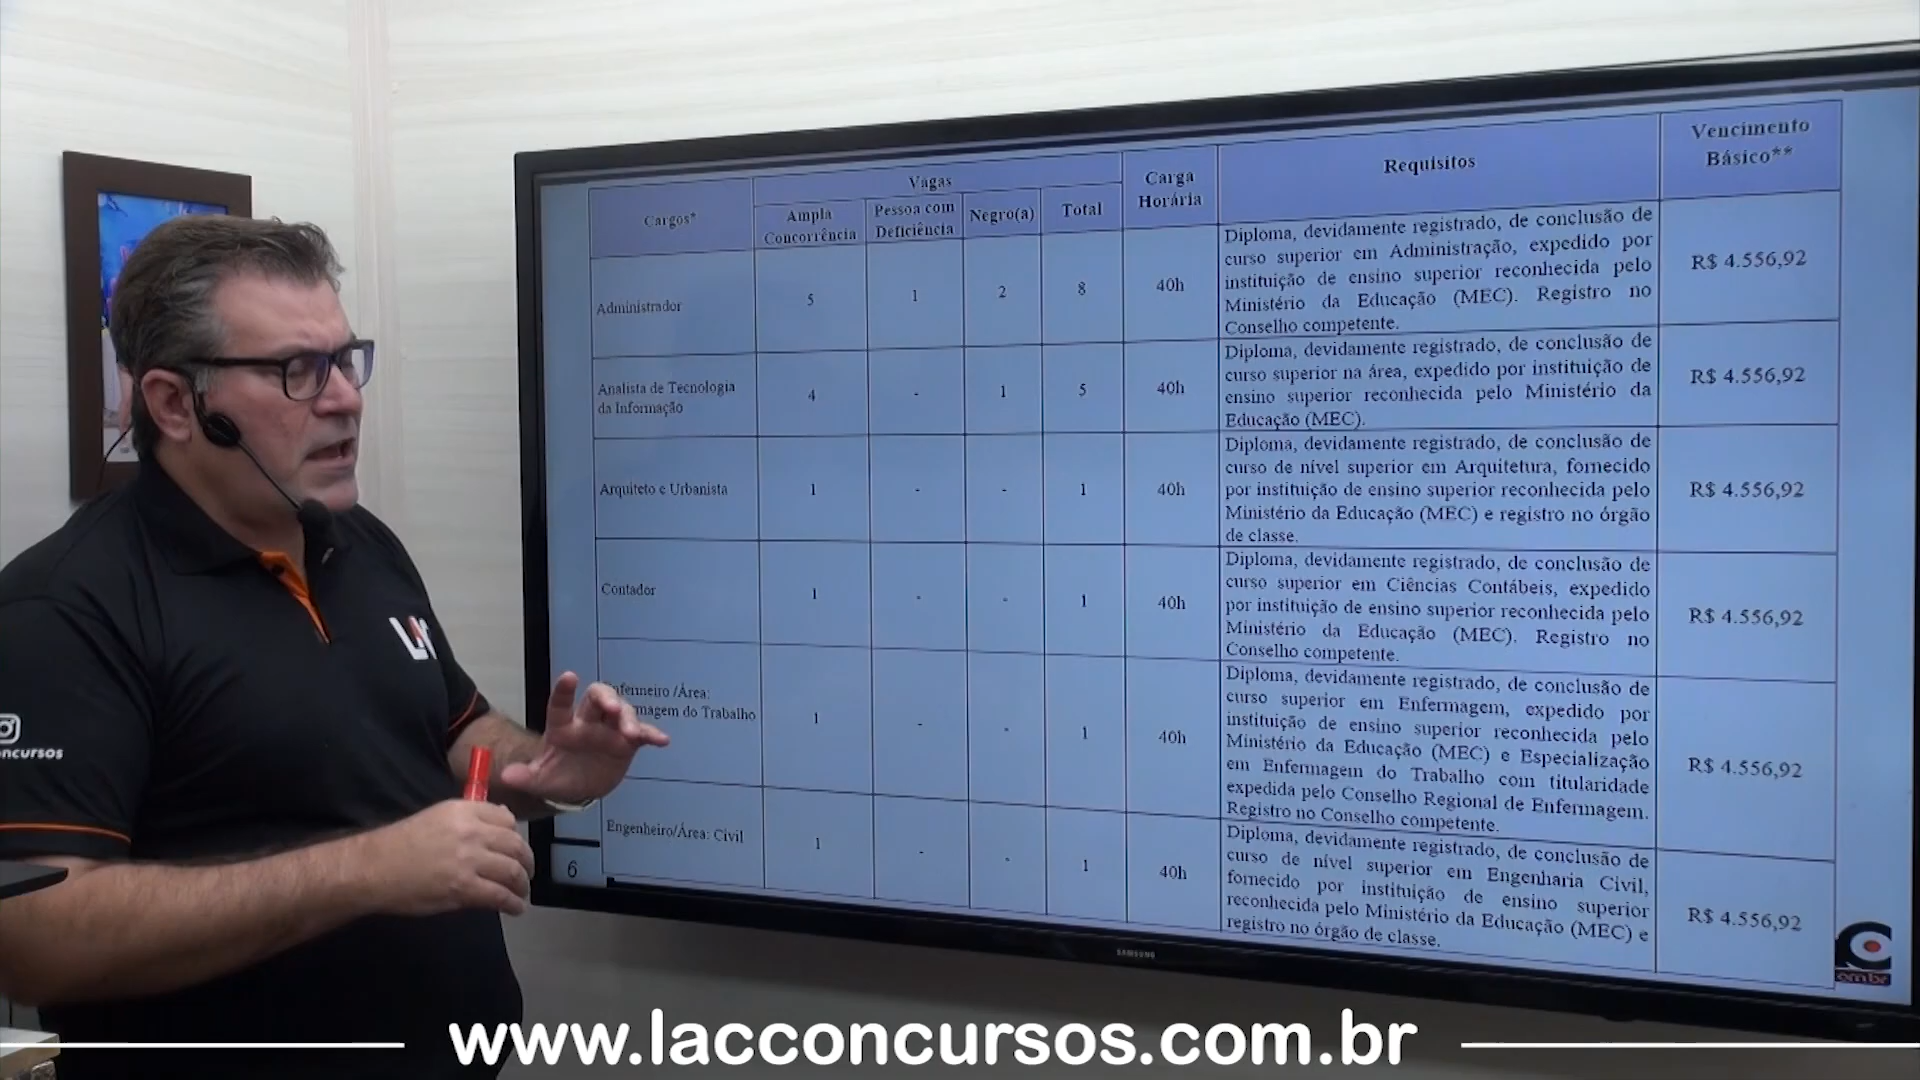 Cargos*
Vagas
Carga
Horária
Requisitos
Vencimento
Básico**
Ampla
Concorrência
Pessoa com
Deficiência
Negro(a)
Total
Administrador
5
1
2
8
40h
Diploma, devidamente registrado, de conclusão de
curso superior em Administração, expedido por
instituição de ensino superior reconhecida pelo
Ministério da Educação (MEC). Registro no
Conselho competente.
R$ 4.556,92
Analista de Tecnologia
da Informação
4
-
1
5
40h
Diploma, devidamente registrado, de conclusão de
curso superior na área, expedido por instituição de
ensino superior reconhecida pelo Ministério da
Educação (MEC).
R$ 4.556,92
Arquiteto e Urbanista
1
-
-
1
40h
Diploma, devidamente registrado, de conclusão de
curso de nível superior em Arquitetura, fornecido
por instituição de ensino superior reconhecida pelo
Ministério da Educação (MEC) e registro no órgão
de classe.
R$ 4.556,92
Contador
1
-
-
1
40h
Diploma, devidamente registrado, de conclusão de
curso superior em Ciências Contábeis, expedido
por instituição de ensino superior reconhecida pelo
Ministério da Educação (MEC). Registro no
Conselho competente.
R$ 4.556,92
nfermeiro /Área:
magem do Trabalho
1
-
-
1
40h
Diploma, devidamente registrado, de conclusão de
curso superior em Enfermagem, expedido por
instituição de ensino superior reconhecida pelo
Ministério da Educação (MEC) e Especialização
em Enfermagem do Trabalho com titularidade
expedida pelo Conselho Regional de Enfermagem.
Registro no Conselho competente.
R$ 4.556,92
Engenheiro/Área: Civil
1
-
-
1
40h
Diploma, devidamente registrado, de conclusão de
curso de nível superior em Engenharia Civil,
fornecido por instituição de ensino superior
reconhecida pelo Ministério da Educação (MEC) e
registro no órgão de classe.
R$ 4.556,92
6
SAMSUNG
om.br
oncursos
www.lacconcursos.com.br